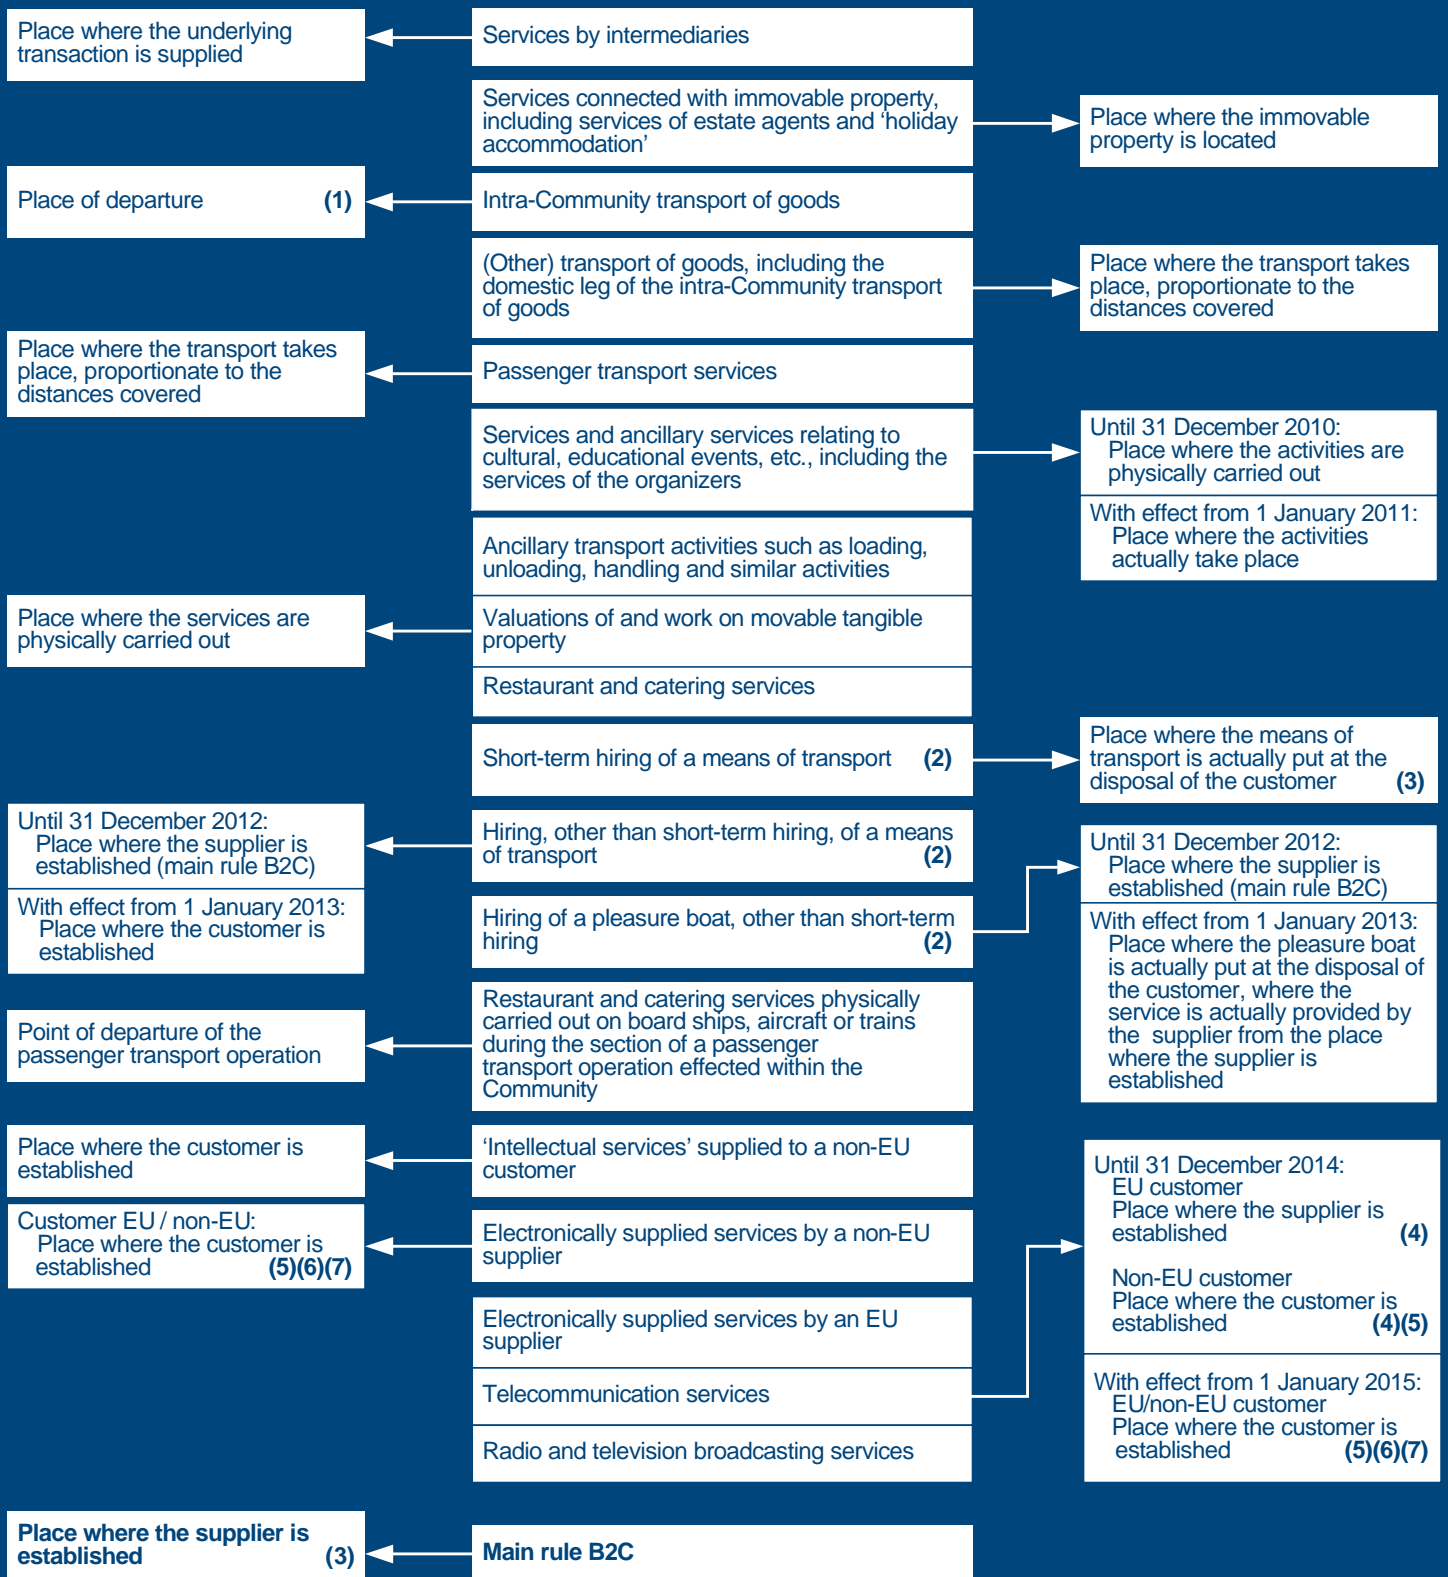 Place where the underlying
transaction is supplied
Services by intermediaries
Services connected with immovable property,
including services of estate agents and ‘holiday
accommodation’
Place where the immovable
property is located
Place of departure (1)
Intra-Community transport of goods
(Other) transport of goods, including the
domestic leg of the intra-Community transport
of goods
Place where the transport takes
place, proportionate to the
distances covered
Place where the transport takes
place, proportionate to the
distances covered
Passenger transport services
Services and ancillary services relating to
cultural, educational events, etc., including the
services of the organizers
Until 31 December 2010:
Place where the activities are
physically carried out
With effect from 1 January 2011:
Place where the activities
actually take place
Ancillary transport activities such as loading,
unloading, handling and similar activities
Place where the services are
physically carried out
Valuations of and work on movable tangible
property
Restaurant and catering services
Short-term hiring of a means of transport (2)
Place where the means of
transport is actually put at the
disposal of the customer (3)
Until 31 December 2012:
Place where the supplier is
established (main rule B2C)
With effect from 1 January 2013:
Place where the customer is
established
Hiring, other than short-term hiring, of a means
of transport (2)
Hiring of a pleasure boat, other than short-term
hiring (2)
Until 31 December 2012:
Place where the supplier is
established (main rule B2C)
With effect from 1 January 2013:
Place where the pleasure boat
is actually put at the disposal of
the customer, where the
service is actually provided by
the supplier from the place
where the supplier is
established
Point of departure of the
passenger transport operation
Restaurant and catering services physically
carried out on board ships, aircraft or trains
during the section of a passenger
transport operation effected within the
Community
Place where the customer is
established
‘Intellectual services’ supplied to a non-EU
customer
Customer EU / non-EU:
Place where the customer is
established (5)(6)(7)
Electronically supplied services by a non-EU
supplier
Electronically supplied services by an EU
supplier
Telecommunication services
Radio and television broadcasting services
Until 31 December 2014:
EU customer
Place where the supplier is
established (4)
Non-EU customer
Place where the customer is
established (4)(5)
With effect from 1 January 2015:
EU/non-EU customer
Place where the customer is
established (5)(6)(7)
Place where the supplier is
established (3)
Main rule B2C